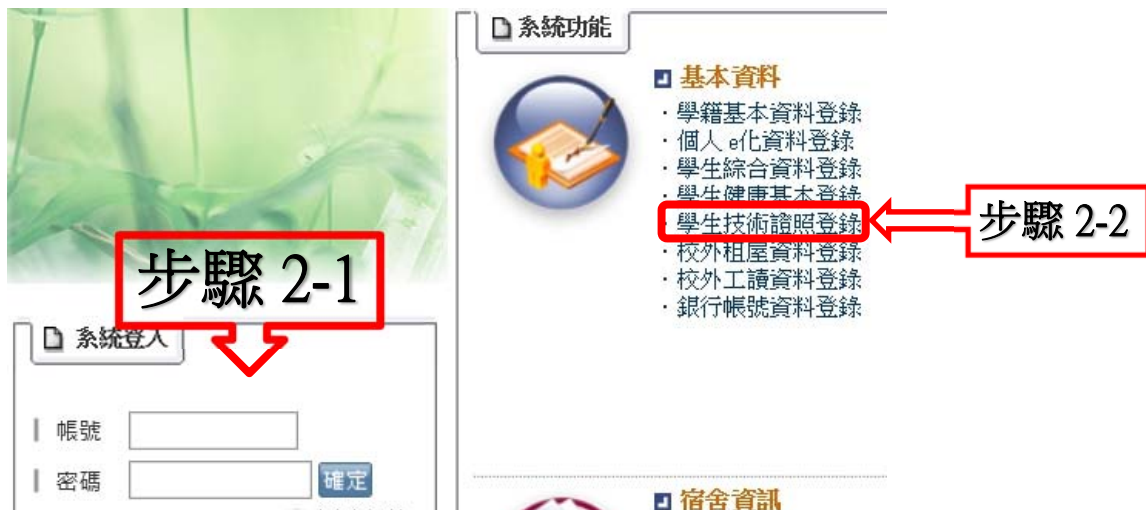 步驟 2-1
系統登入
帳號
密碼
確定
系統功能
基本資料
· 學籍基本資料登錄
· 個人 e化資料登錄
· 學生綜合資料登錄
· 學生健康基本登錄
· 學生技術證照登錄
· 校外租屋資料登錄
· 校外工讀資料登錄
· 銀行帳號資料登錄
步驟 2-2
宿舍資訊